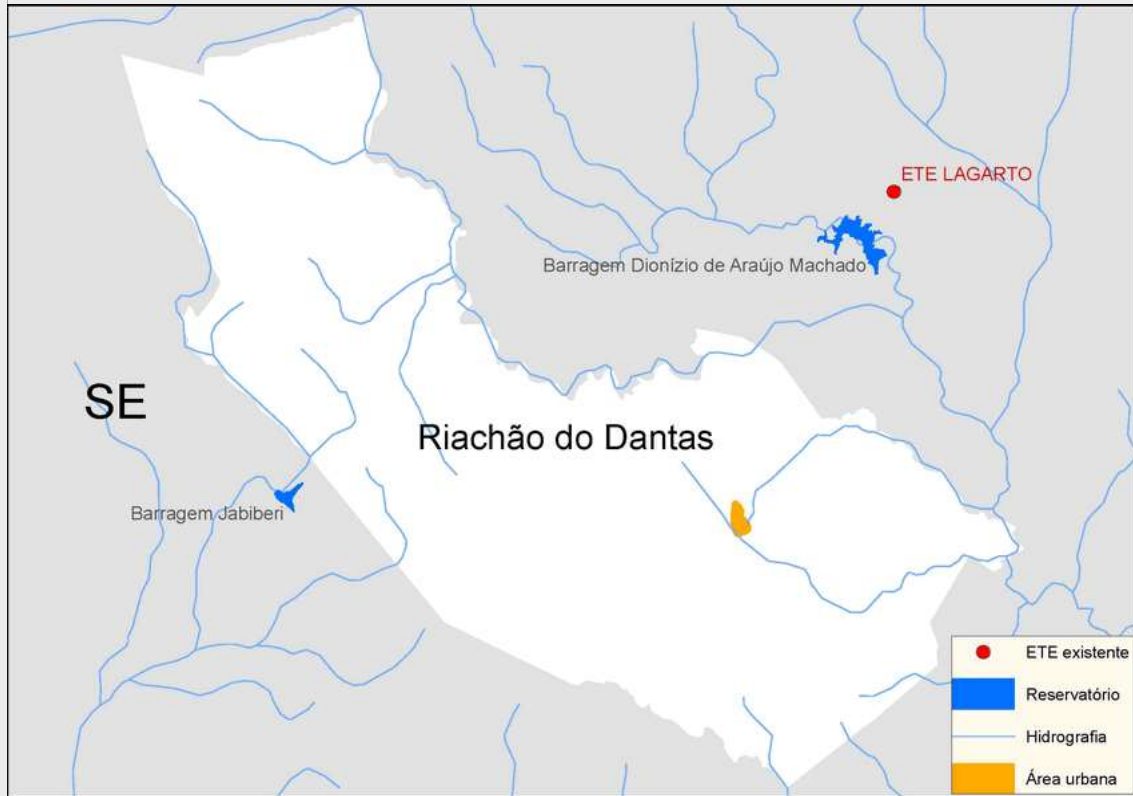 ETE LAGARTO
Barragem Dionízio de Araújo Machado
SE
Riachão do Dantas
Barragem Jabiberi
ETE existente
Reservatório
Hidrografia
Área urbana